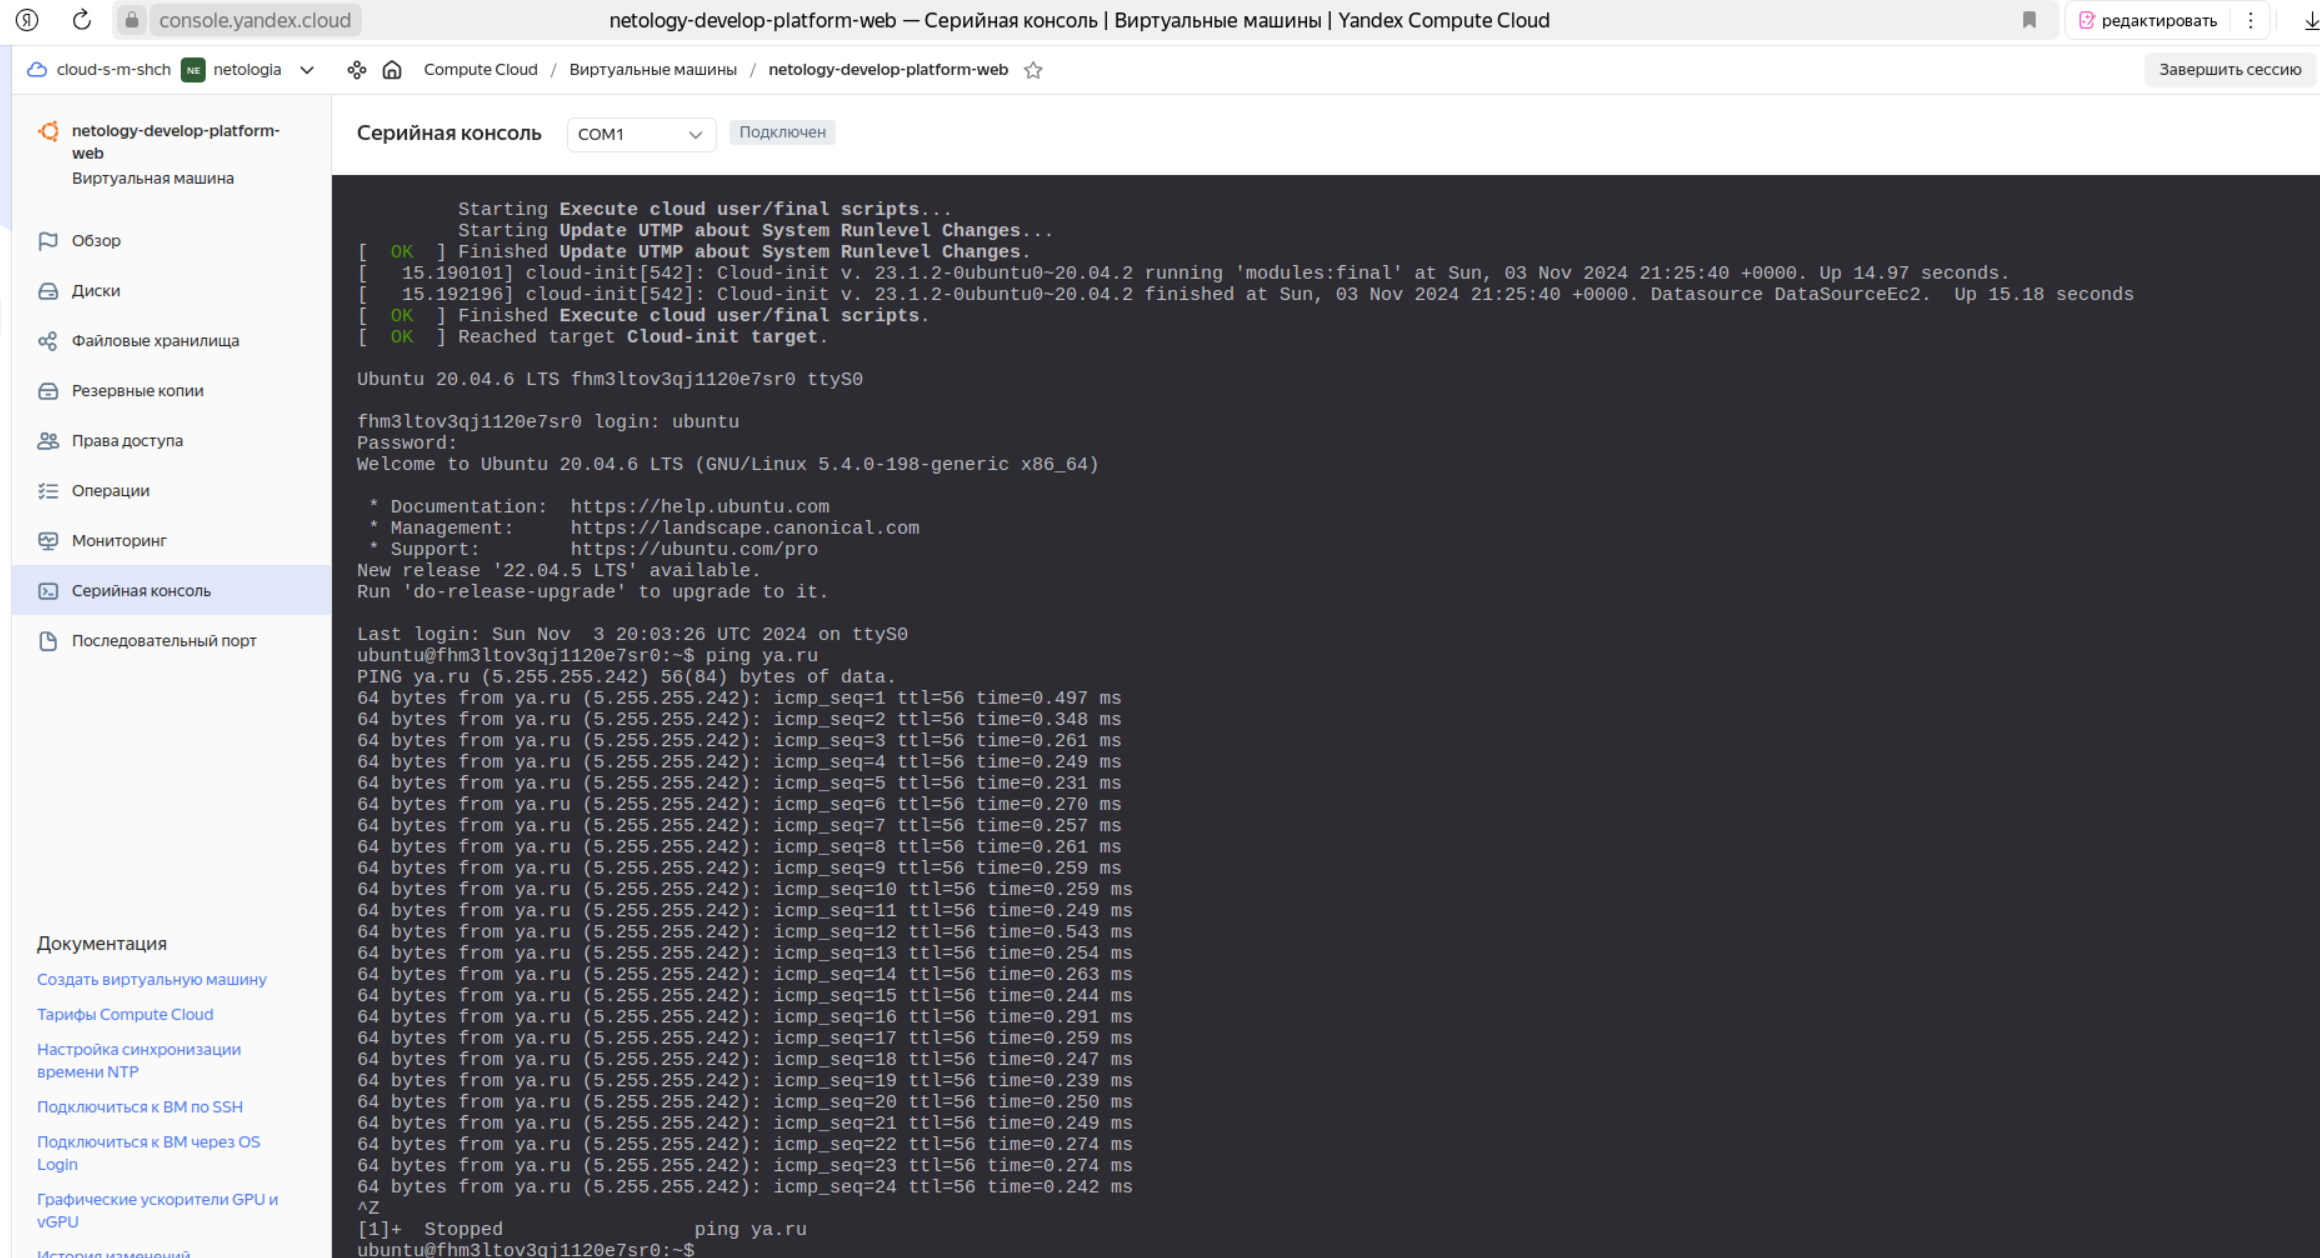 console.yandex.cloud
netology-develop-platform-web — Серийная консоль | Виртуальные машины | Yandex Compute Cloud
редактировать
cloud-s-m-shch NE netologia
Compute Cloud / Виртуальные машины / netology-develop-platform-web
Завершить сессию
netology-develop-platform-
web
Виртуальная машина
Обзор
Диски
Файловые хранилища
Резервные копии
Права доступа
Операции
Мониторинг
Серийная консоль
Последовательный порт
Документация
Создать виртуальную машину
Тарифы Compute Cloud
Настройка синхронизации
времени NTP
Подключиться к ВМ по SSH
Подключиться к ВМ через OS
Login
Графические ускорители GPU и
vGPU
История изменений
Серийная консоль COM1 Подключен
Starting Execute cloud user/final scripts...
Starting Update UTMP about System Runlevel Changes...
[  OK  ] Finished Update UTMP about System Runlevel Changes.
[   15.190101] cloud-init[542]: Cloud-init v. 23.1.2-0ubuntu0~20.04.2 running 'modules:final' at Sun, 03 Nov 2024 21:25:40 +0000. Up 14.97 seconds.
[   15.192196] cloud-init[542]: Cloud-init v. 23.1.2-0ubuntu0~20.04.2 finished at Sun, 03 Nov 2024 21:25:40 +0000. Datasource DataSourceEc2.  Up 15.18 seconds
[  OK  ] Finished Execute cloud user/final scripts.
[  OK  ] Reached target Cloud-init target.
Ubuntu 20.04.6 LTS fhm3ltov3qj1120e7sr0 ttyS0
fhm3ltov3qj1120e7sr0 login: ubuntu
Password:
Welcome to Ubuntu 20.04.6 LTS (GNU/Linux 5.4.0-198-generic x86_64)
* Documentation:  https://help.ubuntu.com
* Management:     https://landscape.canonical.com
* Support:        https://ubuntu.com/pro
New release '22.04.5 LTS' available.
Run 'do-release-upgrade' to upgrade to it.
Last login: Sun Nov  3 20:03:26 UTC 2024 on ttyS0
ubuntu@fhm3ltov3qj1120e7sr0:~$ ping ya.ru
PING ya.ru (5.255.255.242) 56(84) bytes of data.
64 bytes from ya.ru (5.255.255.242): icmp_seq=1 ttl=56 time=0.497 ms
64 bytes from ya.ru (5.255.255.242): icmp_seq=2 ttl=56 time=0.348 ms
64 bytes from ya.ru (5.255.255.242): icmp_seq=3 ttl=56 time=0.261 ms
64 bytes from ya.ru (5.255.255.242): icmp_seq=4 ttl=56 time=0.249 ms
64 bytes from ya.ru (5.255.255.242): icmp_seq=5 ttl=56 time=0.231 ms
64 bytes from ya.ru (5.255.255.242): icmp_seq=6 ttl=56 time=0.270 ms
64 bytes from ya.ru (5.255.255.242): icmp_seq=7 ttl=56 time=0.257 ms
64 bytes from ya.ru (5.255.255.242): icmp_seq=8 ttl=56 time=0.261 ms
64 bytes from ya.ru (5.255.255.242): icmp_seq=9 ttl=56 time=0.259 ms
64 bytes from ya.ru (5.255.255.242): icmp_seq=10 ttl=56 time=0.259 ms
64 bytes from ya.ru (5.255.255.242): icmp_seq=11 ttl=56 time=0.249 ms
64 bytes from ya.ru (5.255.255.242): icmp_seq=12 ttl=56 time=0.543 ms
64 bytes from ya.ru (5.255.255.242): icmp_seq=13 ttl=56 time=0.254 ms
64 bytes from ya.ru (5.255.255.242): icmp_seq=14 ttl=56 time=0.263 ms
64 bytes from ya.ru (5.255.255.242): icmp_seq=15 ttl=56 time=0.244 ms
64 bytes from ya.ru (5.255.255.242): icmp_seq=16 ttl=56 time=0.291 ms
64 bytes from ya.ru (5.255.255.242): icmp_seq=17 ttl=56 time=0.259 ms
64 bytes from ya.ru (5.255.255.242): icmp_seq=18 ttl=56 time=0.247 ms
64 bytes from ya.ru (5.255.255.242): icmp_seq=19 ttl=56 time=0.239 ms
64 bytes from ya.ru (5.255.255.242): icmp_seq=20 ttl=56 time=0.250 ms
64 bytes from ya.ru (5.255.255.242): icmp_seq=21 ttl=56 time=0.249 ms
64 bytes from ya.ru (5.255.255.242): icmp_seq=22 ttl=56 time=0.274 ms
64 bytes from ya.ru (5.255.255.242): icmp_seq=23 ttl=56 time=0.274 ms
64 bytes from ya.ru (5.255.255.242): icmp_seq=24 ttl=56 time=0.242 ms
^Z
[1]+  Stopped                 ping ya.ru
ubuntu@fhm3ltov3qj1120e7sr0:~$